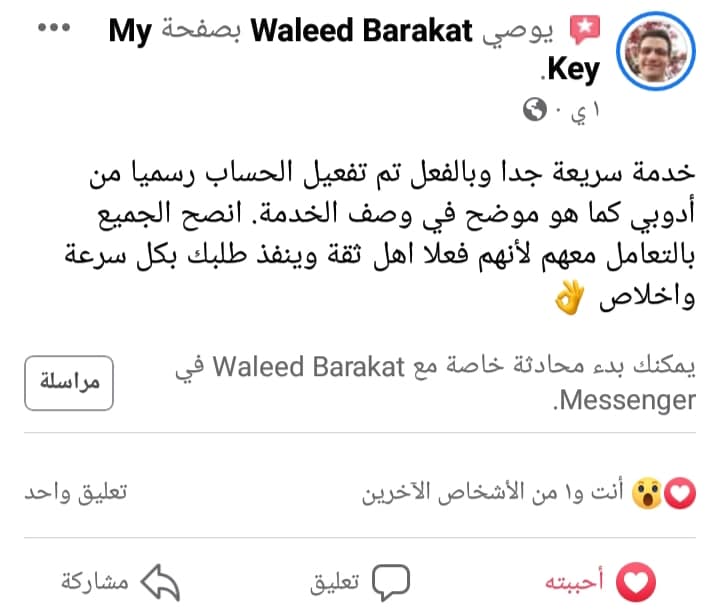 يوصي Waleed Barakat بصفحة My
Key.
١ ي ·
خدمة سريعة جدا وبالفعل تم تفعيل الحساب رسميا من
أدوبي كما هو موضح في وصف الخدمة. انصح الجميع
بالتعامل معهم لأنهم فعلا اهل ثقة وينفذ طلبك بكل سرعة
واخلاص 👌
يمكنك بدء محادثة خاصة مع Waleed Barakat في
Messenger.
مراسلة
أنت و١ من الأشخاص الآخرين
تعليق واحد
أحببته
تعليق
مشاركة